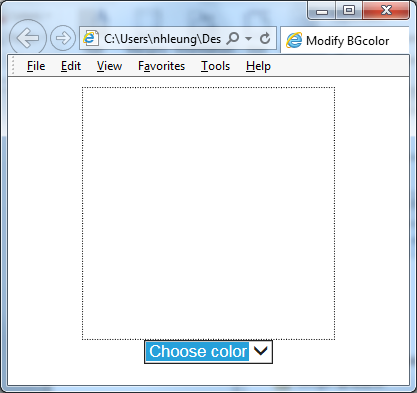 C:\Users\nhleung\Des
Modify BGcolor
File Edit View Favorites Tools Help
Choose color